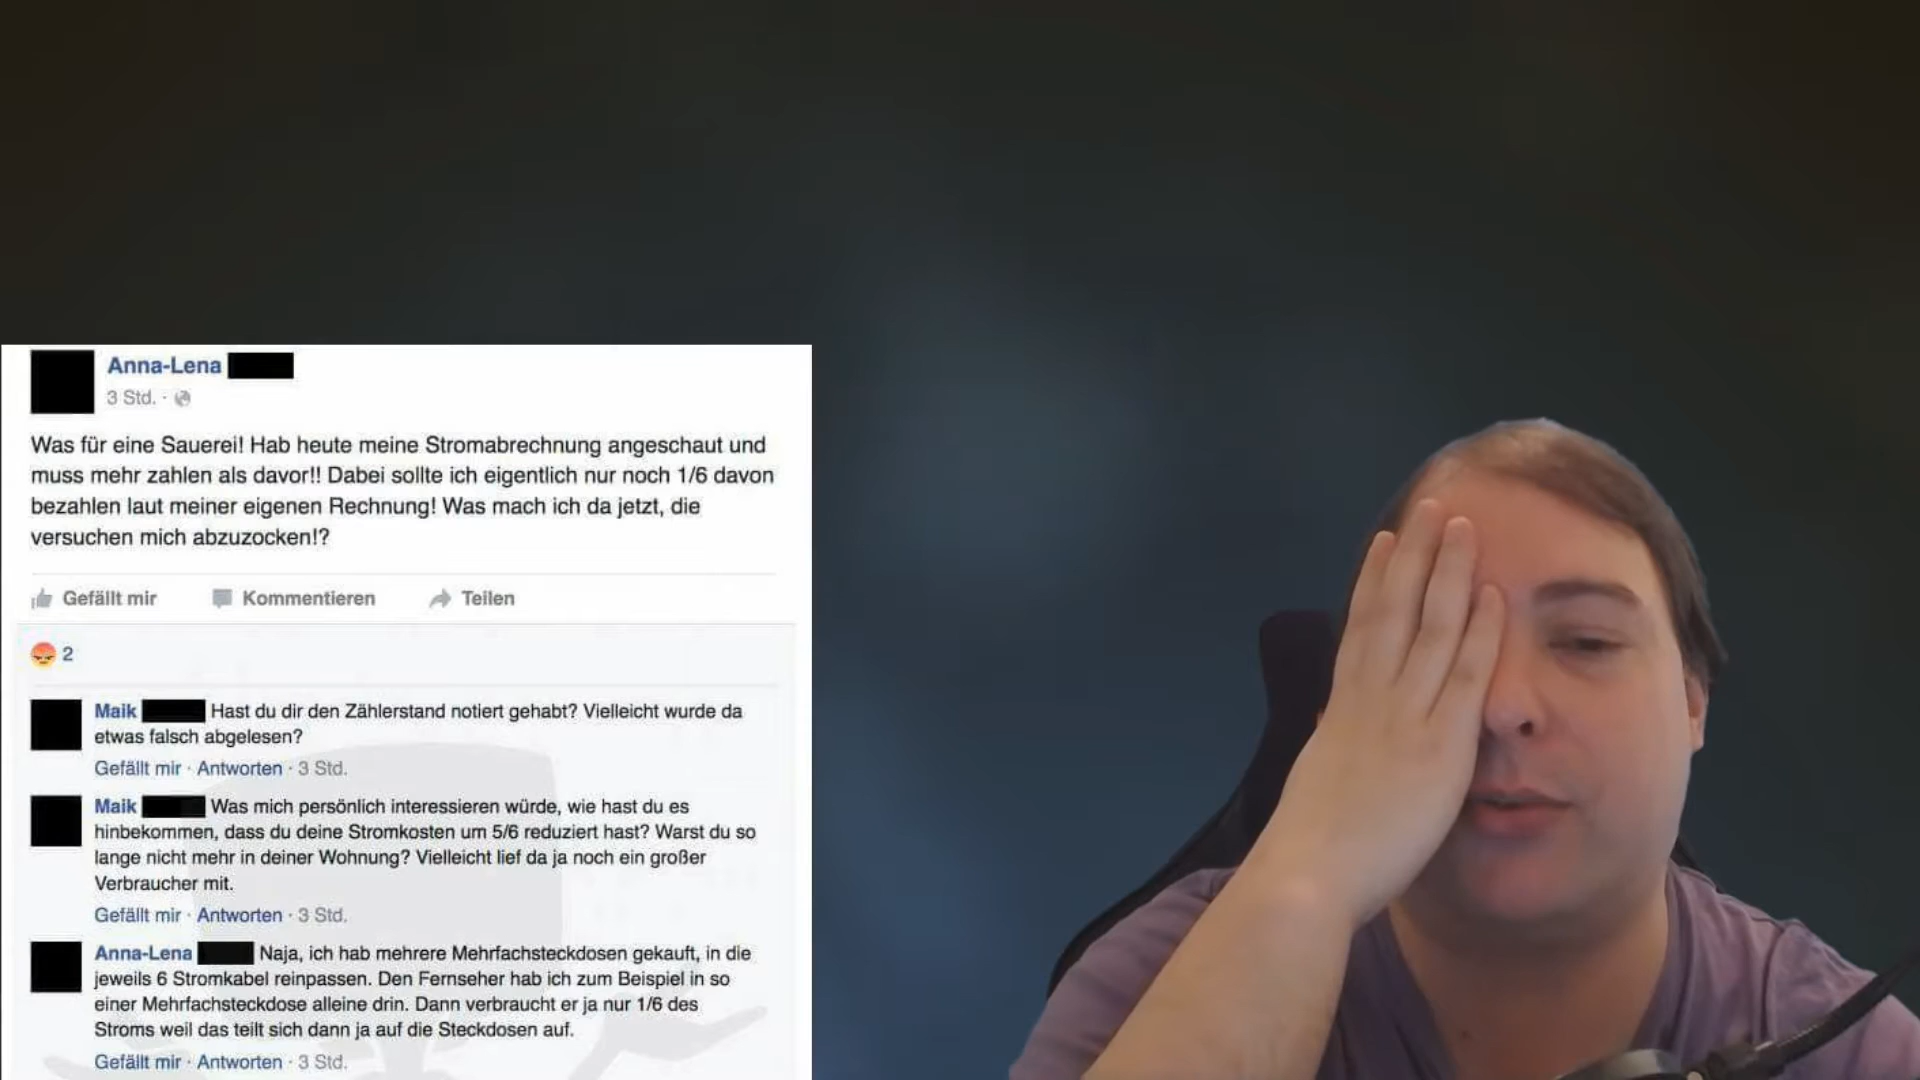 Anna-Lena
3 Std. ·
Was für eine Sauerei! Hab heute meine Stromabrechnung angeschaut und
muss mehr zahlen als davor!! Dabei sollte ich eigentlich nur noch 1/6 davon
bezahlen laut meiner eigenen Rechnung! Was mach ich da jetzt, die
versuchen mich abzuzocken!?
Gefällt mir Kommentieren Teilen
2
Maik Hast du dir den Zählerstand notiert gehabt? Vielleicht wurde da
etwas falsch abgelesen?
Gefällt mir · Antworten · 3 Std.
Maik Was mich persönlich interessieren würde, wie hast du es
hinbekommen, dass du deine Stromkosten um 5/6 reduziert hast? Warst du so
lange nicht mehr in deiner Wohnung? Vielleicht lief da ja noch ein großer
Verbraucher mit.
Gefällt mir · Antworten · 3 Std.
Anna-Lena Naja, ich hab mehrere Mehrfachsteckdosen gekauft, in die
jeweils 6 Stromkabel reinpassen. Den Fernseher hab ich zum Beispiel in so
einer Mehrfachsteckdose alleine drin. Dann verbraucht er ja nur 1/6 des
Stroms weil das teilt sich dann ja auf die Steckdosen auf.
Gefällt mir · Antworten · 3 Std.